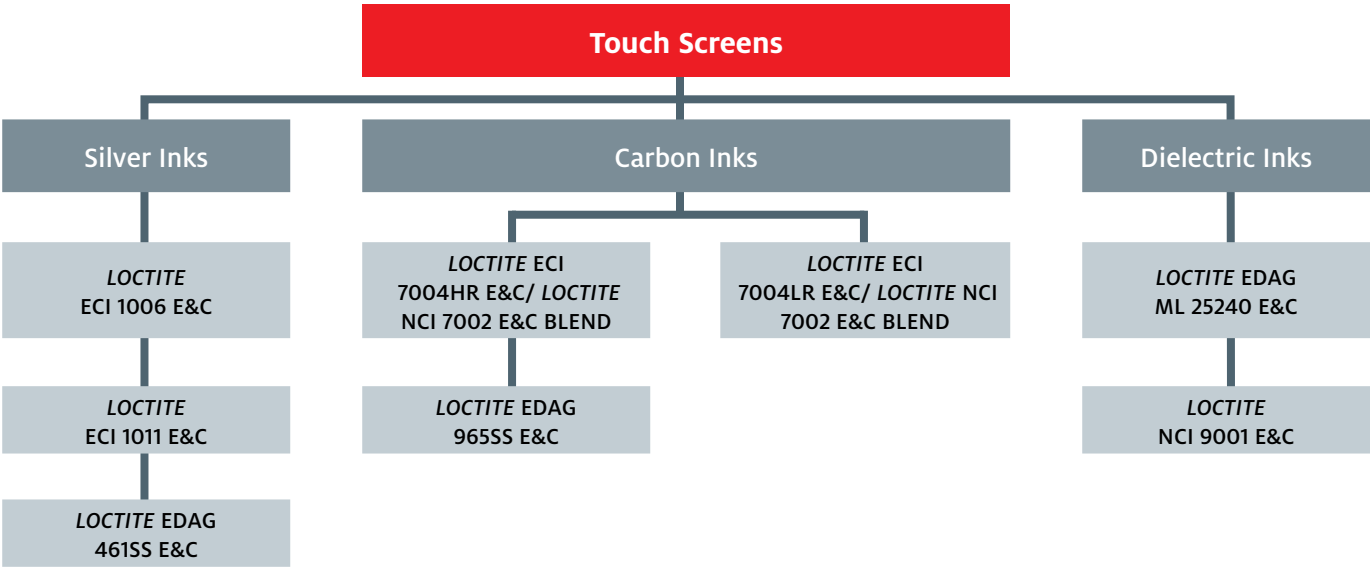 Touch Screens
Silver Inks
Carbon Inks
Dielectric Inks
LOCTITE
ECI 1006 E&C
LOCTITE ECI
7004HR E&C/ LOCTITE
NCI 7002 E&C BLEND
LOCTITE ECI
7004LR E&C/ LOCTITE NCI
7002 E&C BLEND
LOCTITE EDAG
ML 25240 E&C
LOCTITE
ECI 1011 E&C
LOCTITE EDAG
965SS E&C
LOCTITE
NCI 9001 E&C
LOCTITE EDAG
461SS E&C